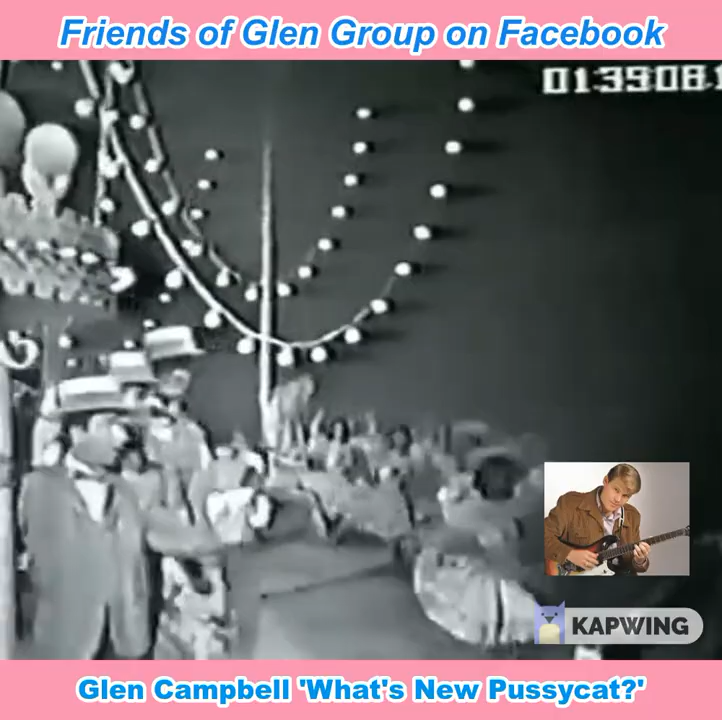 Friends of Glen Group on Facebook
KAPWING
Glen Campbell 'What's New Pussycat?'